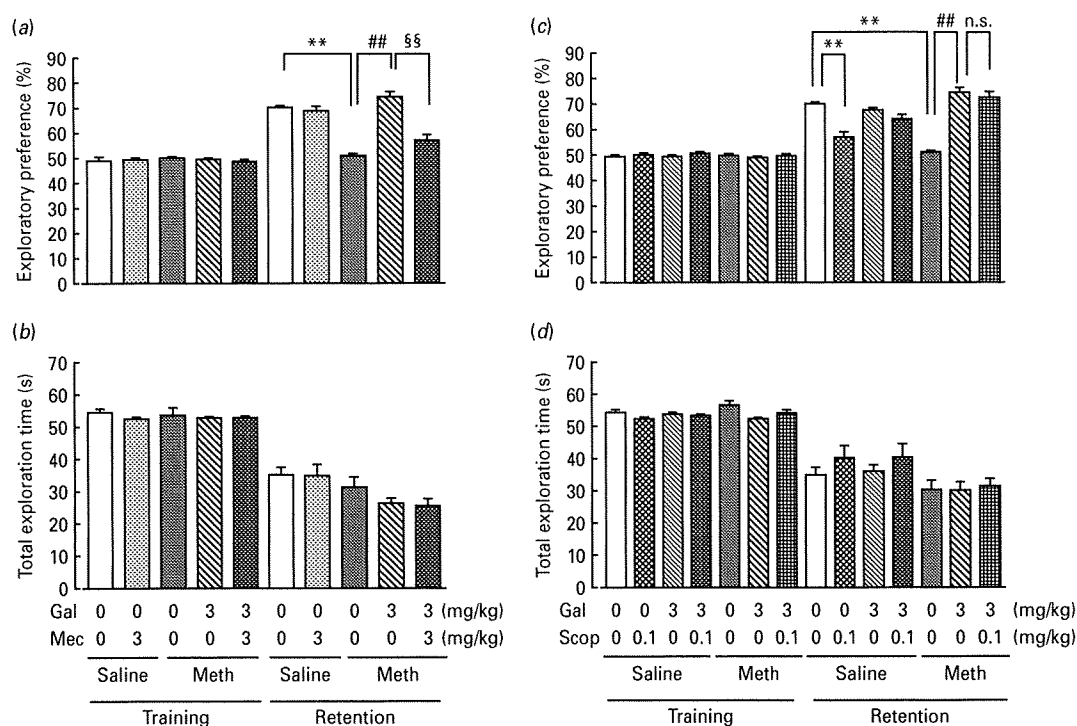 (a)
** ## §§
Exploratory preference (%)
90
80
70
60
50
40
30
20
10
0
(b)
Total exploration time (s)
70
60
50
40
30
20
10
0
Gal 0 0 0 3 3 0 0 0 3 3 (mg/kg)
Mec 0 3 0 0 3 0 3 0 0 3 (mg/kg)
Saline Meth Saline Meth
Training Retention
(c)
** ** ## n.s.
Exploratory preference (%)
90
80
70
60
50
40
30
20
10
0
(d)
Total exploration time (s)
70
60
50
40
30
20
10
0
Gal 0 0 3 3 0 3 3 0 0 3 3 0 3 3 (mg/kg)
Scop 0 0.1 0 0.1 0 0 0.1 0 0.1 0 0.1 0 0 0.1 (mg/kg)
Saline Meth Saline Meth
Training Retention